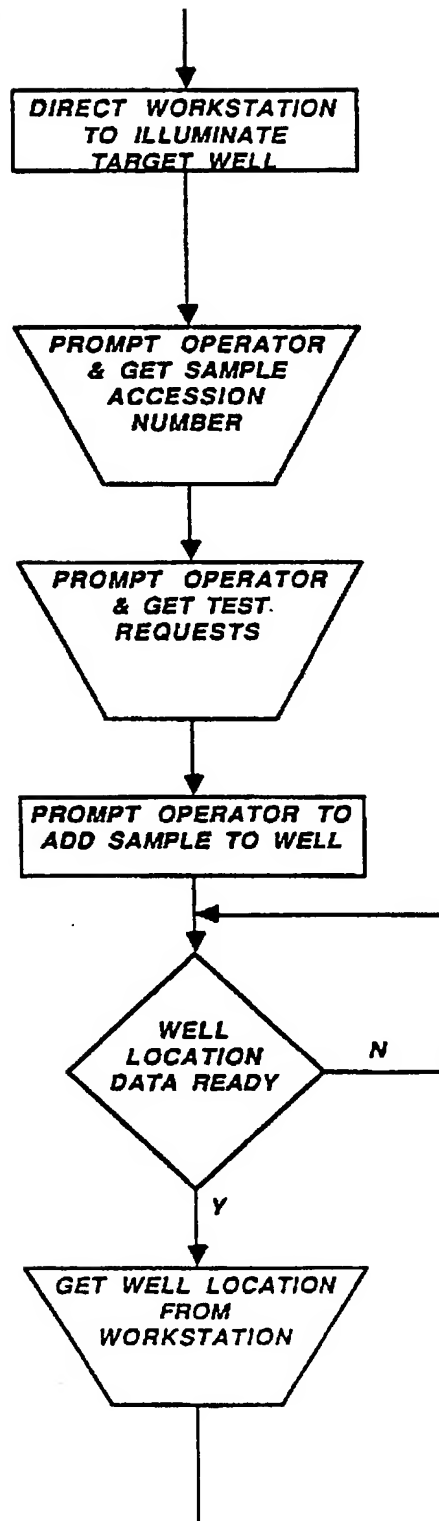 DIRECT WORKSTATION
TO ILLUMINATE
TARGET WELL
PROMPT OPERATOR
& GET SAMPLE
ACCESSION
NUMBER
PROMPT OPERATOR
& GET TEST.
REQUESTS
PROMPT OPERATOR TO
ADD SAMPLE TO WELL
WELL
LOCATION
DATA READY
N
Y
GET WELL LOCATION
FROM
WORKSTATION